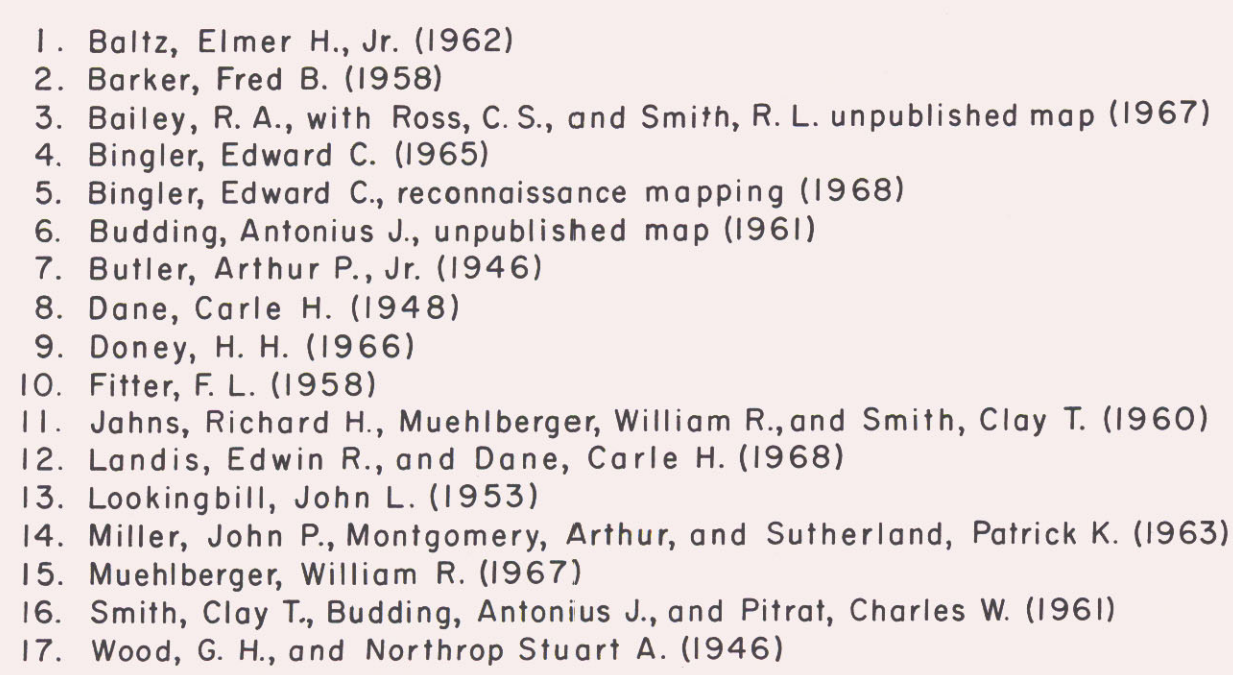 1. Baltz, Elmer H., Jr. (1962)
2. Barker, Fred B. (1958)
3. Bailey, R. A., with Ross, C. S., and Smith, R. L. unpublished map (1967)
4. Bingler, Edward C. (1965)
5. Bingler, Edward C., reconnaissance mapping (1968)
6. Budding, Antonius J., unpublished map (1961)
7. Butler, Arthur P., Jr. (1946)
8. Dane, Carle H. (1948)
9. Doney, H. H. (1966)
10. Fitter, F. L. (1958)
11. Jahns, Richard H., Muehlberger, William R., and Smith, Clay T. (1960)
12. Landis, Edwin R., and Dane, Carle H. (1968)
13. Lookingbill, John L. (1953)
14. Miller, John P., Montgomery, Arthur, and Sutherland, Patrick K. (1963)
15. Muehlberger, William R. (1967)
16. Smith, Clay T., Budding, Antonius J., and Pitrat, Charles W. (1961)
17. Wood, G. H., and Northrop Stuart A. (1946)